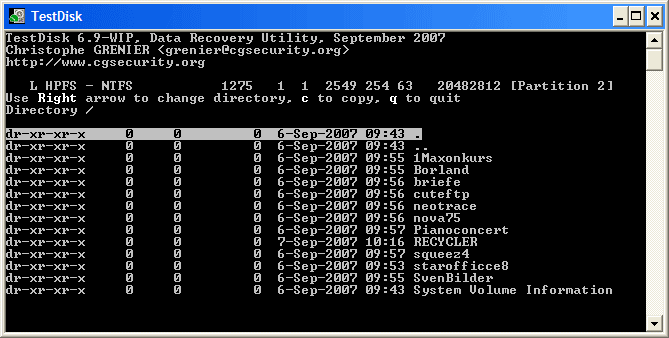 TestDisk
TestDisk 6.9-WIP, Data Recovery Utility, September 2007
Christophe GRENIER <grenier@cgsecurity.org>
http://www.cgsecurity.org
L HPFS - NTFS 1275 1 1 2549 254 63 20482812 [Partition 2]
Use Right arrow to change directory, c to copy, q to quit
Directory /
dr-xr-xr-x 0 0 0 6-Sep-2007 09:43 .
dr-xr-xr-x 0 0 0 6-Sep-2007 09:43 ..
dr-xr-xr-x 0 0 0 6-Sep-2007 09:55 1Maxonkurs
dr-xr-xr-x 0 0 0 6-Sep-2007 09:55 Borland
dr-xr-xr-x 0 0 0 6-Sep-2007 09:56 briefe
dr-xr-xr-x 0 0 0 6-Sep-2007 09:56 cuteftp
dr-xr-xr-x 0 0 0 6-Sep-2007 09:56 neotrace
dr-xr-xr-x 0 0 0 6-Sep-2007 09:56 nova75
dr-xr-xr-x 0 0 0 6-Sep-2007 09:57 Pianoconcert
dr-xr-xr-x 0 0 0 7-Sep-2007 10:16 RECYCLER
dr-xr-xr-x 0 0 0 6-Sep-2007 09:57 squeez4
dr-xr-xr-x 0 0 0 6-Sep-2007 09:53 starofficce8
dr-xr-xr-x 0 0 0 6-Sep-2007 09:55 SvenBilder
dr-xr-xr-x 0 0 0 6-Sep-2007 09:43 System Volume Information